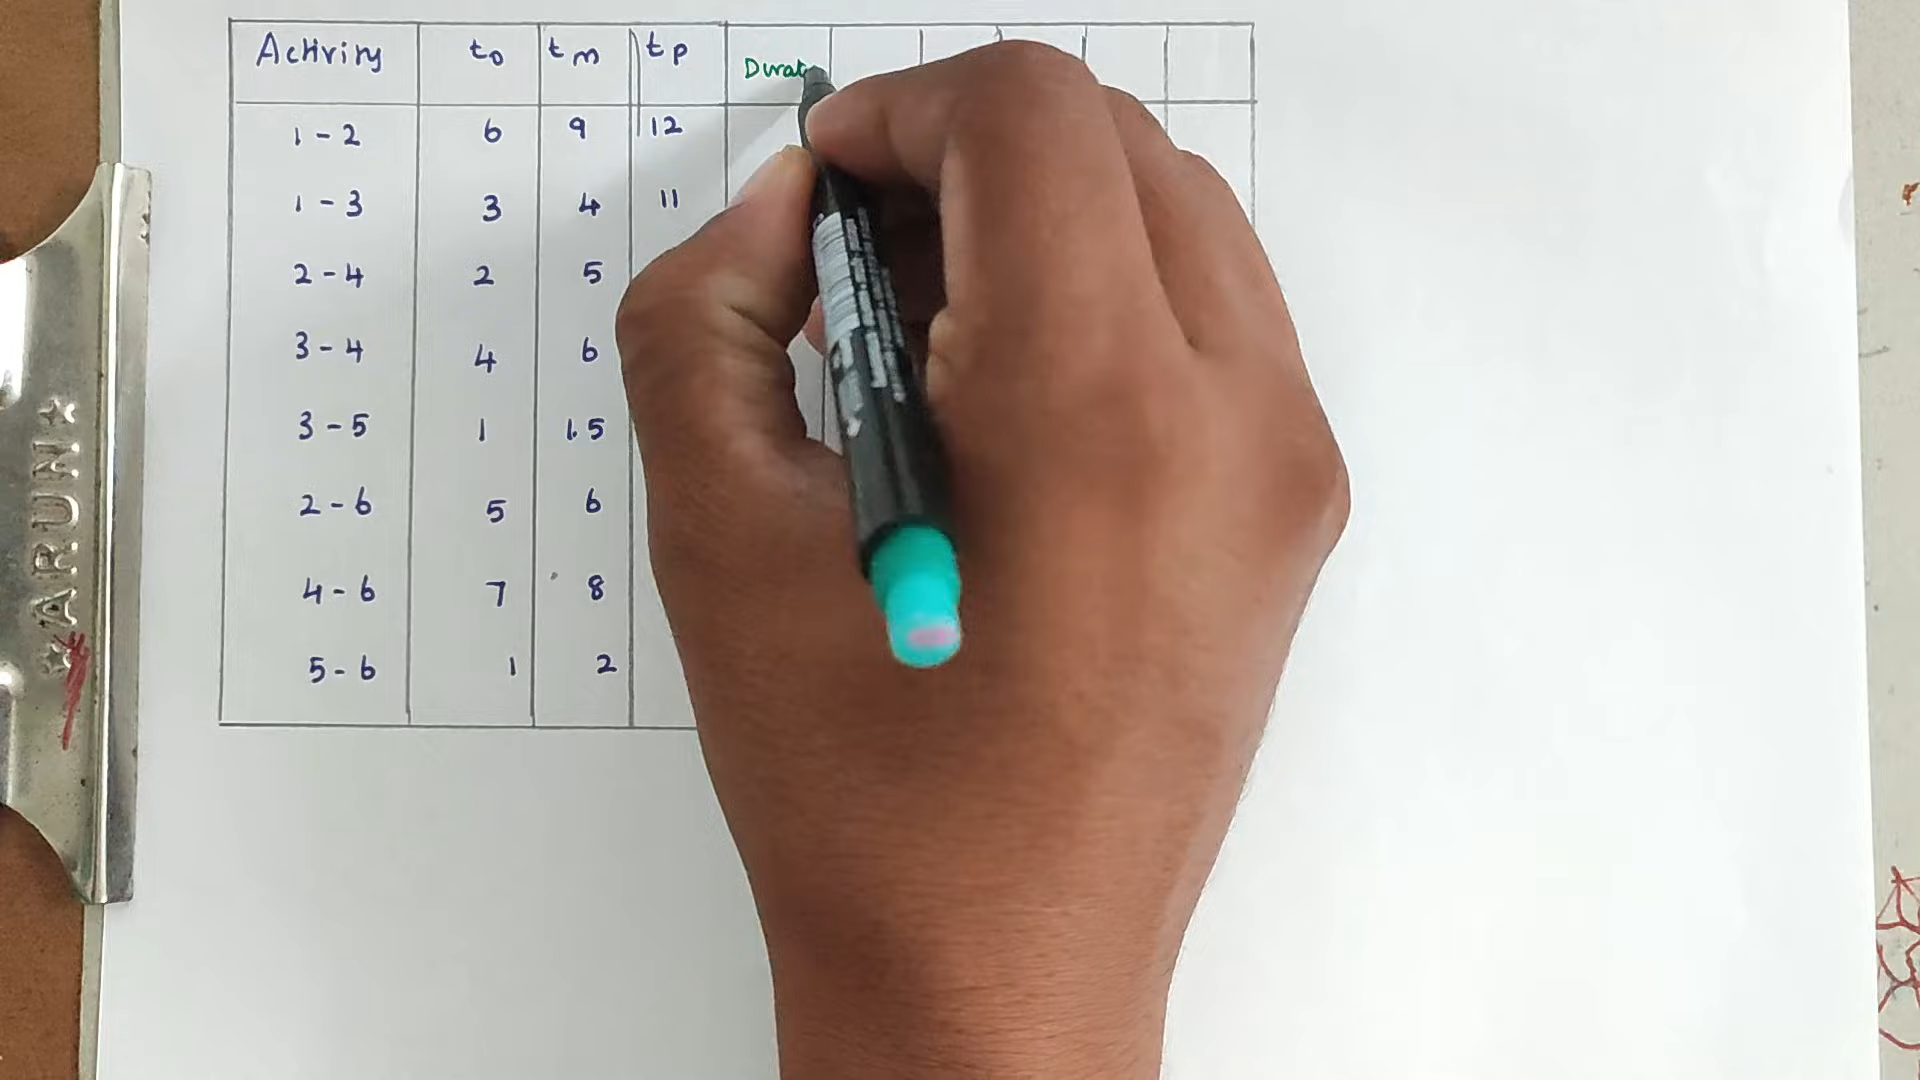 Activity to tm tp Durat
1 - 2 6 9 12
1 - 3 3 4 11
2 - 4 2 5
3 - 4 4 6
3 - 5 1 1.5
2 - 6 5 6
4 - 6 7 8
5 - 6 1 2
ARUN